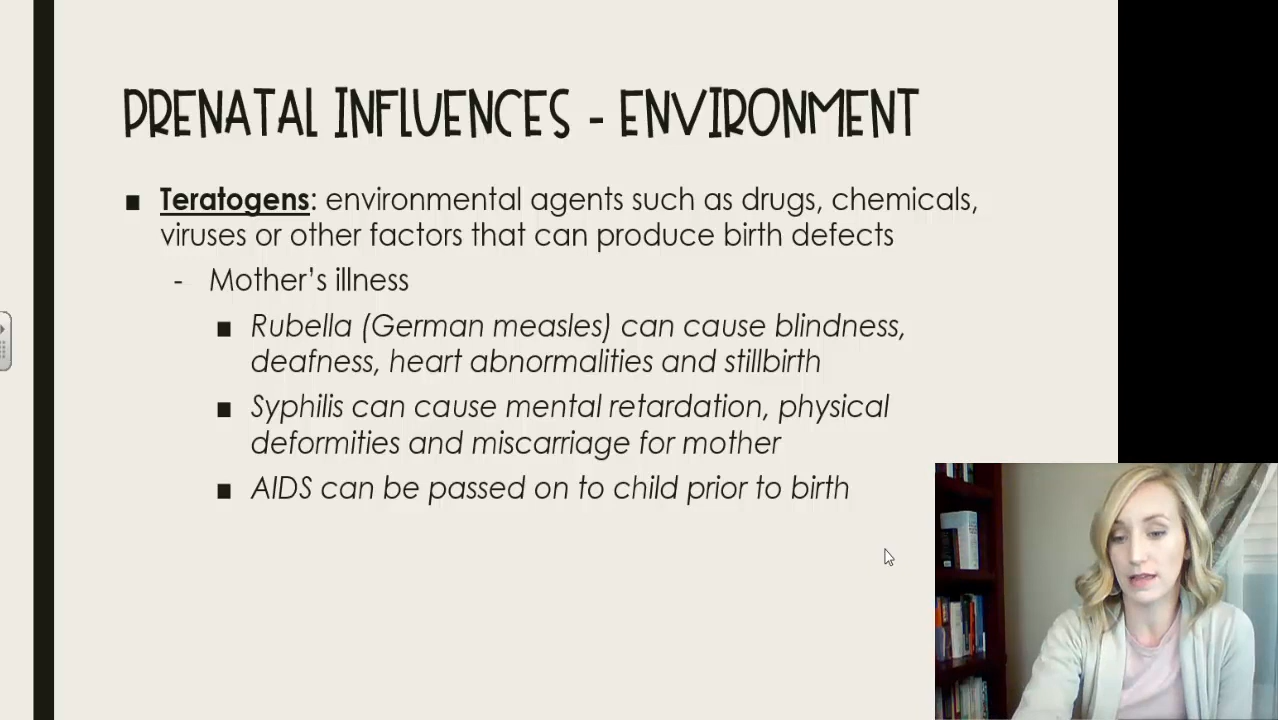 PRENATAL INFLUENCES - ENVIRONMENT
■ Teratogens: environmental agents such as drugs, chemicals,
viruses or other factors that can produce birth defects
- Mother's illness
■ Rubella (German measles) can cause blindness,
deafness, heart abnormalities and stillbirth
■ Syphilis can cause mental retardation, physical
deformities and miscarriage for mother
■ AIDS can be passed on to child prior to birth